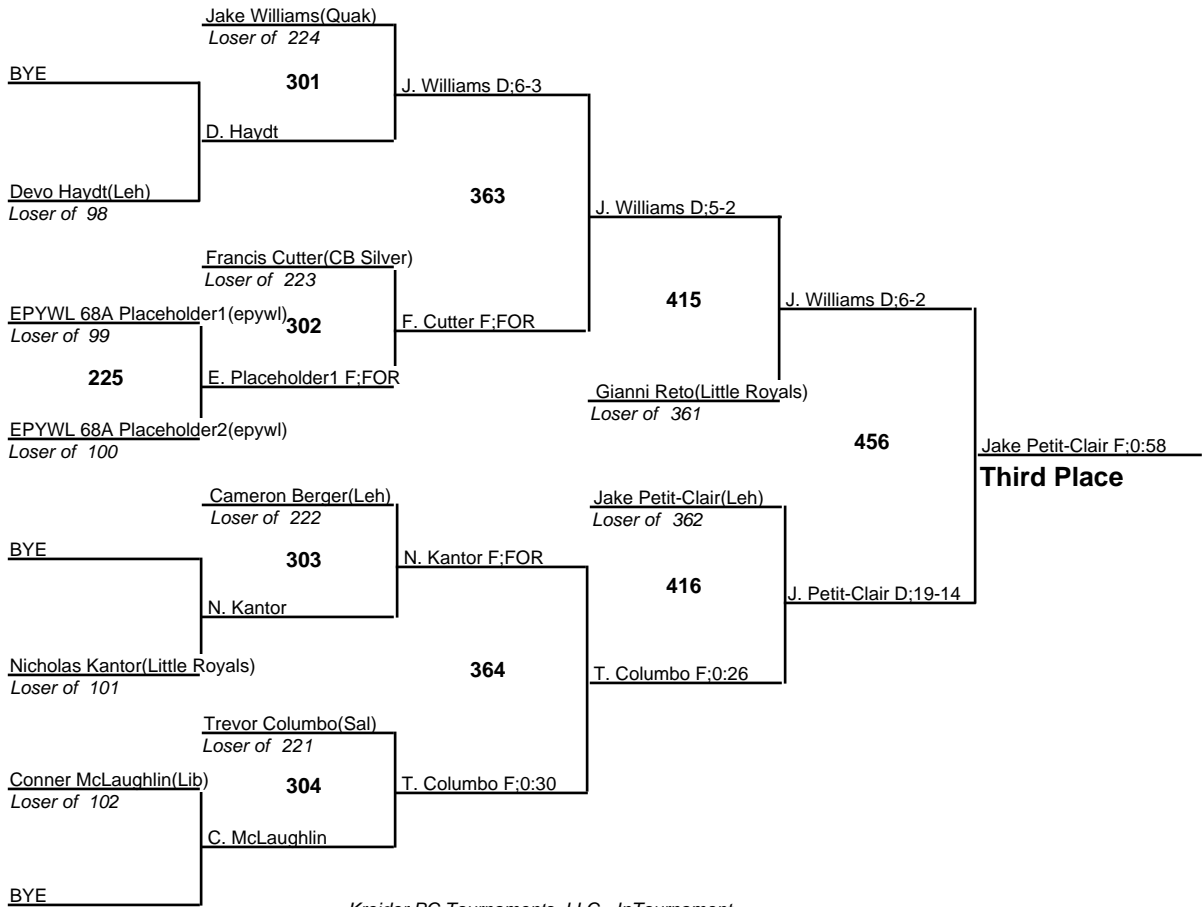 Jake Williams(Quak)
Loser of 224
BYE
301
J. Williams D;6-3
D. Haydt
Devo Haydt(Leh)
Loser of 98
363
J. Williams D;5-2
Francis Cutter(CB Silver)
Loser of 223
EPYWL 68A Placeholder1(epywl)
Loser of 99
302
F. Cutter F;FOR
415
J. Williams D;6-2
225
E. Placeholder1 F;FOR
Gianni Reto(Little Royals)
Loser of 361
EPYWL 68A Placeholder2(epywl)
Loser of 100
456
Jake Petit-Clair F;0:58
Third Place
Cameron Berger(Leh)
Loser of 222
Jake Petit-Clair(Leh)
Loser of 362
BYE
303
N. Kantor F;FOR
416
J. Petit-Clair D;19-14
N. Kantor
Nicholas Kantor(Little Royals)
Loser of 101
364
T. Columbo F;0:26
Trevor Columbo(Sal)
Loser of 221
Conner McLaughlin(Lib)
Loser of 102
304
T. Columbo F;0:30
C. McLaughlin
BYE